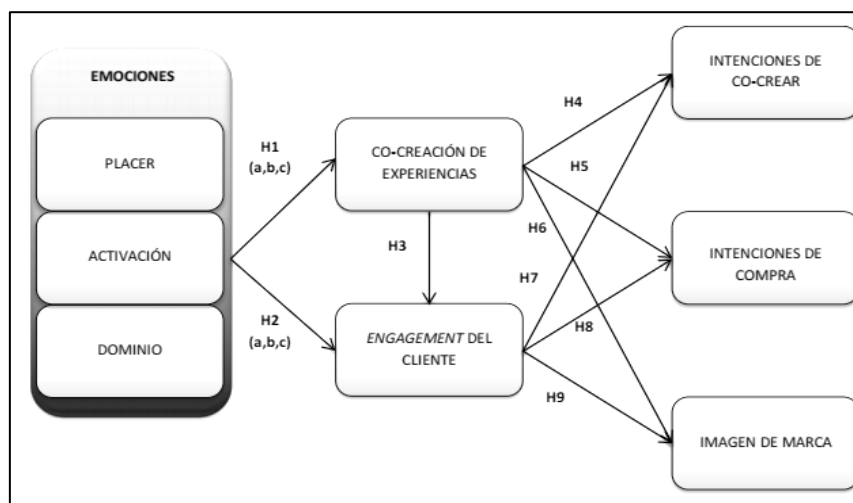 EMOCIONES
PLACER
ACTIVACIÓN
DOMINIO
H1
(a,b,c)
H2
(a,b,c)
CO-CREACIÓN DE
EXPERIENCIAS
H3
ENGAGEMENT DEL
CLIENTE
H4
H5
H6
H7
H8
H9
INTENCIONES DE
CO-CREAR
INTENCIONES DE
COMPRA
IMAGEN DE MARCA